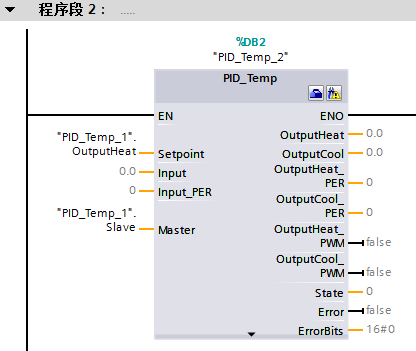 程序段 2： .....
%DB2
"PID_Temp_2"
PID_Temp
EN ENO
OutputHeat 0.0
"PID_Temp_1".
OutputHeat Setpoint
OutputCool 0.0
0.0 Input
OutputHeat_
PER 0
0 Input_PER
OutputCool_
PER 0
"PID_Temp_1".
Slave Master
OutputHeat_
PWM false
OutputCool_
PWM false
State 0
Error false
ErrorBits 16#0